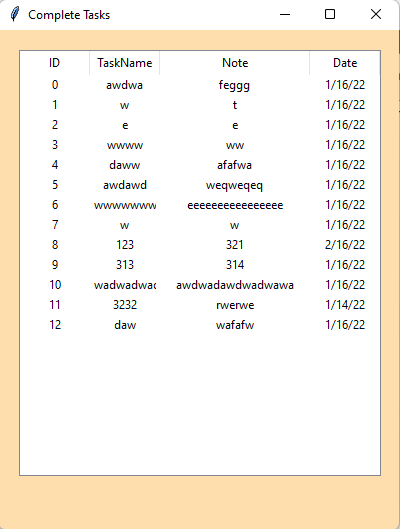 Complete Tasks
ID TaskName Note Date
0 awdwa feggg 1/16/22
1 w t 1/16/22
2 e e 1/16/22
3 wwww ww 1/16/22
4 daww afafwa 1/16/22
5 awdawd weqweqeq 1/16/22
6 wwwwwww eeeeeeeeeeeeeeee 1/16/22
7 w w 1/16/22
8 123 321 2/16/22
9 313 314 1/16/22
10 wadwadwac awdwadawdwadwawa 1/16/22
11 3232 rwerwe 1/14/22
12 daw wafafw 1/16/22